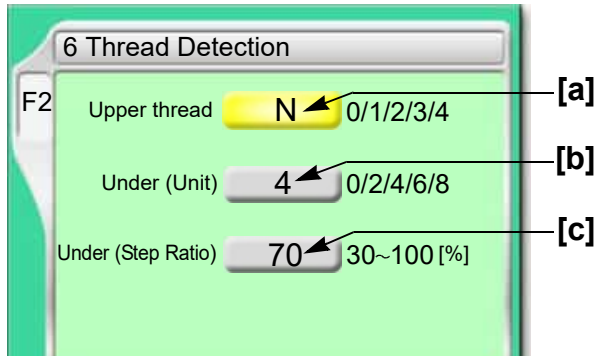 6 Thread Detection
F2
Upper thread N 0/1/2/3/4 [a]
Under (Unit) 4 0/2/4/6/8 [b]
Under (Step Ratio) 70 30~100 [%] [c]